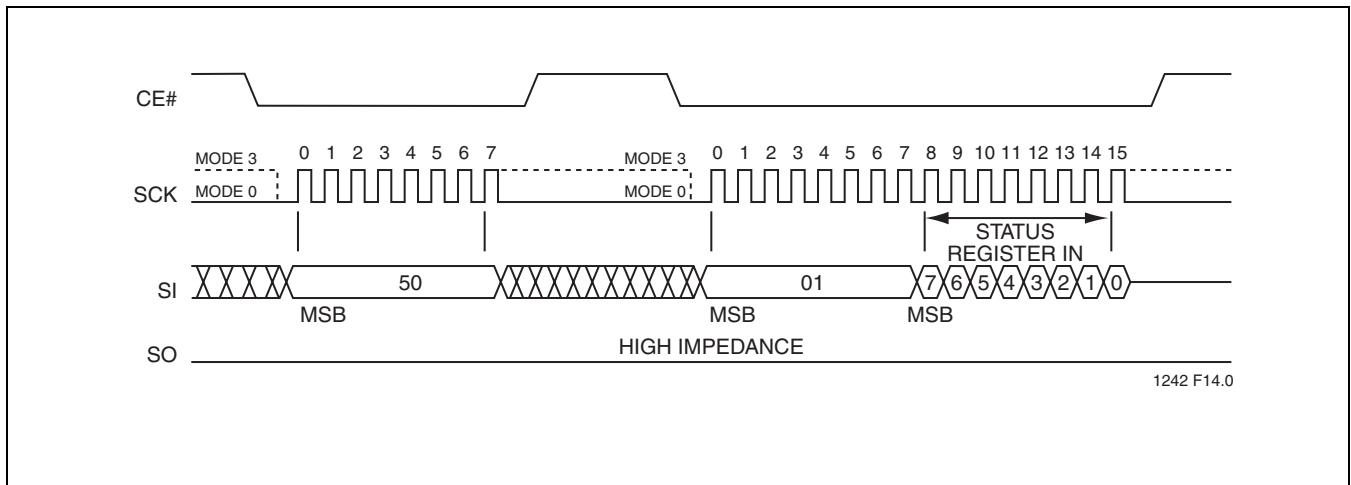 CE#
MODE 3 0 1 2 3 4 5 6 7 MODE 3 0 1 2 3 4 5 6 7 8 9 10 11 12 13 14 15
SCK MODE 0 MODE 0
STATUS
REGISTER IN
SI 50 01 7 6 5 4 3 2 1 0
MSB MSB MSB
SO HIGH IMPEDANCE
1242 F14.0